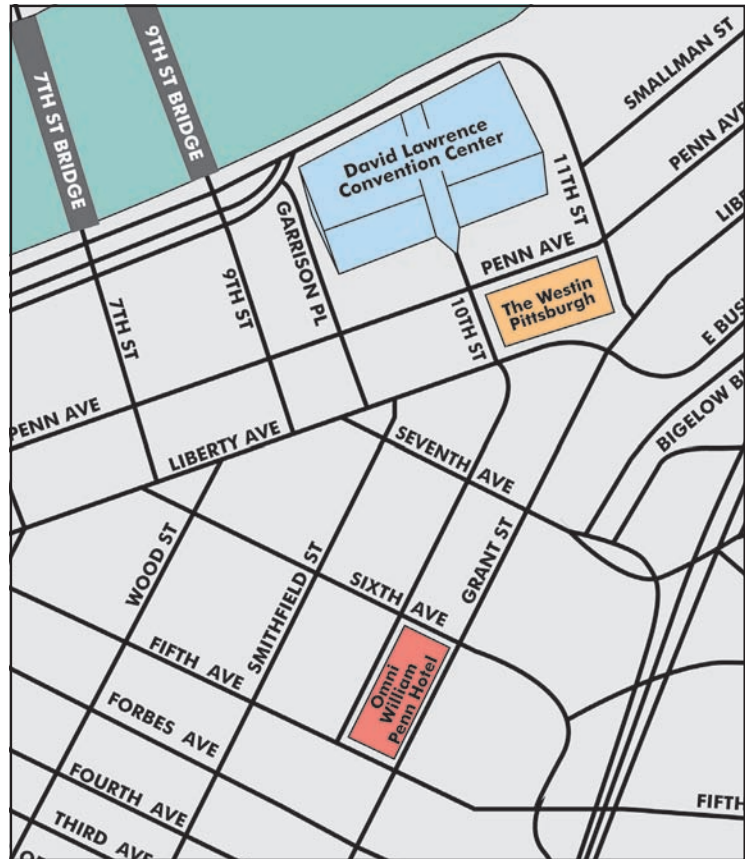 7TH ST BRIDGE
9TH ST BRIDGE
SMALLMAN ST
David Lawrence
Convention Center
PENN AVE
11TH ST
LIBE
GARRISON PL
PENN AVE
9TH ST
7TH ST
10TH ST
The Westin
Pittsburgh
E BUS
BIGELOW BL
PENN AVE
LIBERTY AVE
SEVENTH AVE
WOOD ST
SMITHFIELD ST
SIXTH AVE
GRANT ST
FIFTH AVE
Omni
William
Penn Hotel
FORBES AVE
FOURTH AVE
FIFTH
THIRD AVE